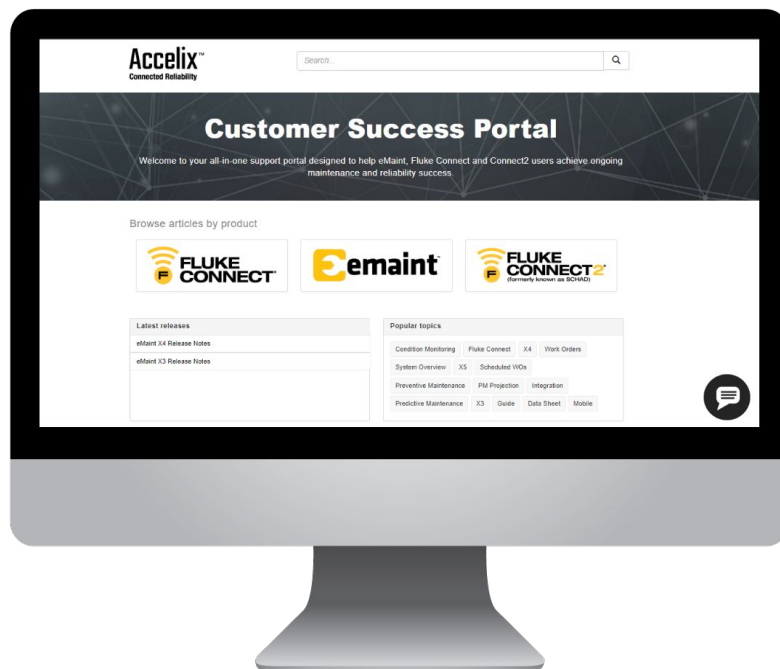 Accelix™
Connected Reliability
Search...
Customer Success Portal
Welcome to your all-in-one support portal designed to help eMaint, Fluke Connect and Connect2 users achieve ongoing
maintenance and reliability success
Browse articles by product
F FLUKE CONNECT
emaint
F FLUKE CONNECT2
(formerly known as SCHAD)
Latest releases
eMaint X4 Release Notes
eMaint X3 Release Notes
Popular topics
Condition Monitoring Fluke Connect X4 Work Orders
System Overview X5 Scheduled WOs
Preventive Maintenance PM Projection Integration
Predictive Maintenance X3 Guide Data Sheet Mobile